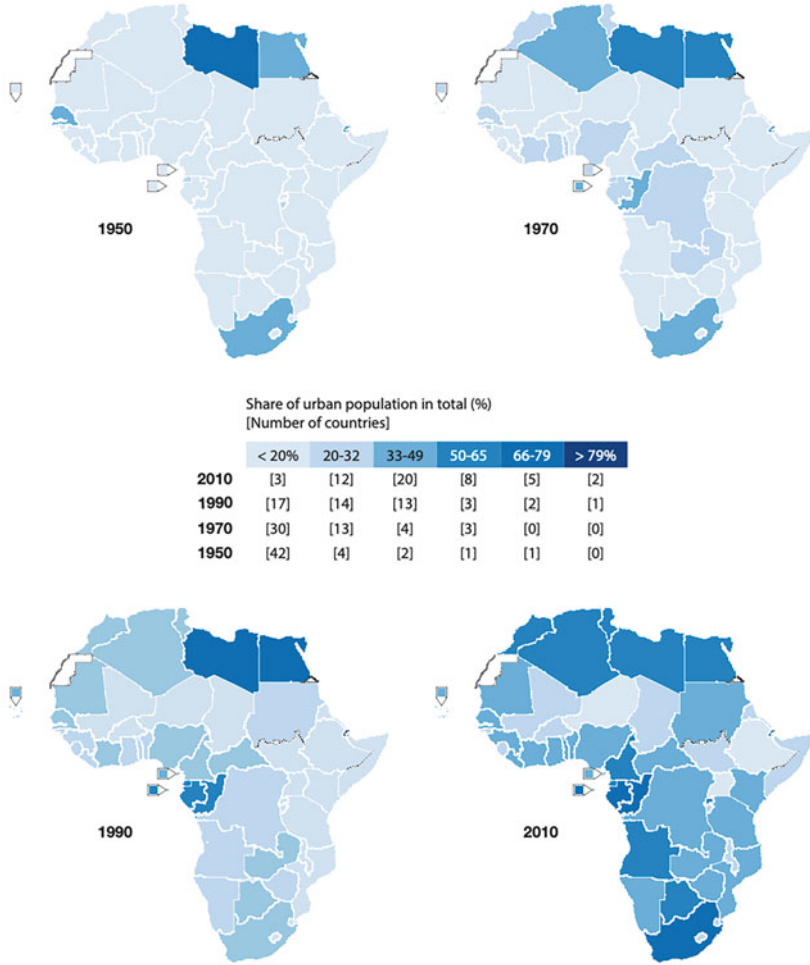 1950
1970
Share of urban population in total (%)
[Number of countries]
< 20% 20-32 33-49 50-65 66-79 > 79%
2010 [3] [12] [20] [8] [5] [2]
1990 [17] [14] [13] [3] [2] [1]
1970 [30] [13] [4] [3] [0] [0]
1950 [42] [4] [2] [1] [1] [0]
1990
2010